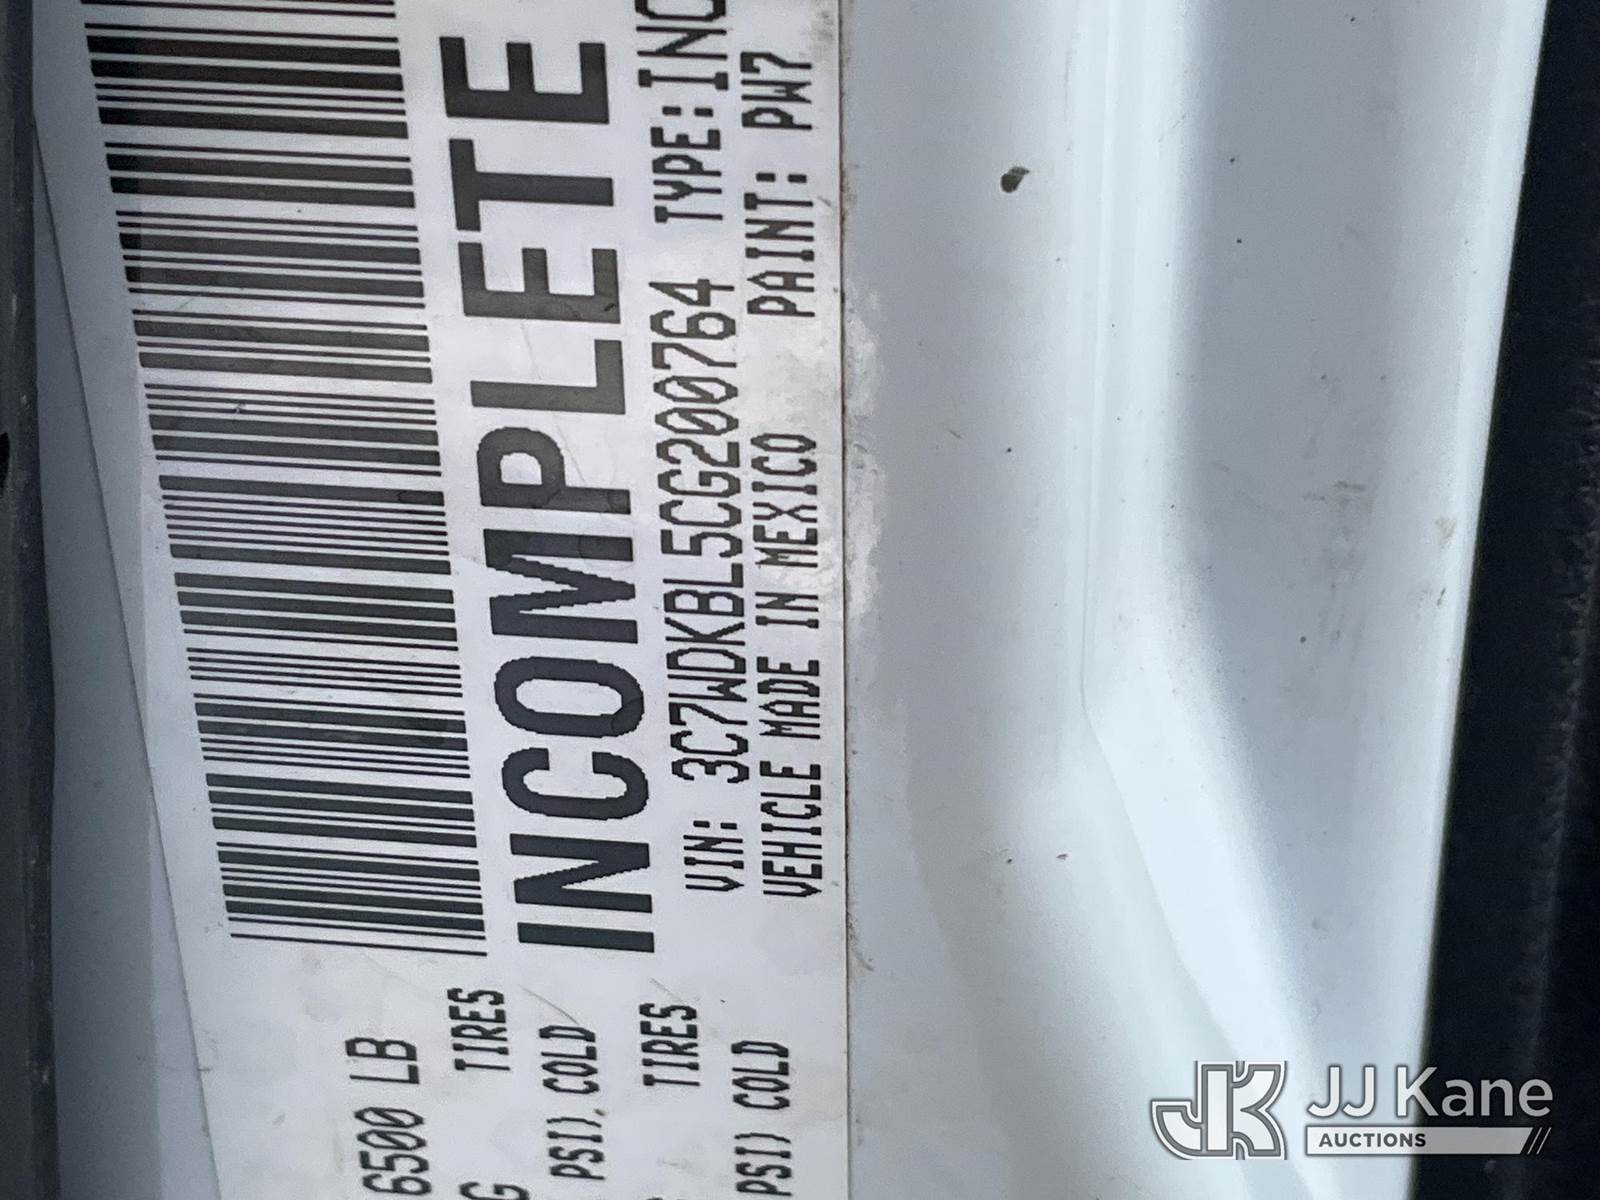 6500 LB
G TIRES
PSI) COLD
TIRES
PSI) COLD
INCOMPLETE
VIN: 3C7WDKBL5CG200764 TYPE: INC
VEHICLE MADE IN MEXICO PAINT: PW7
JJ Kane
AUCTIONS